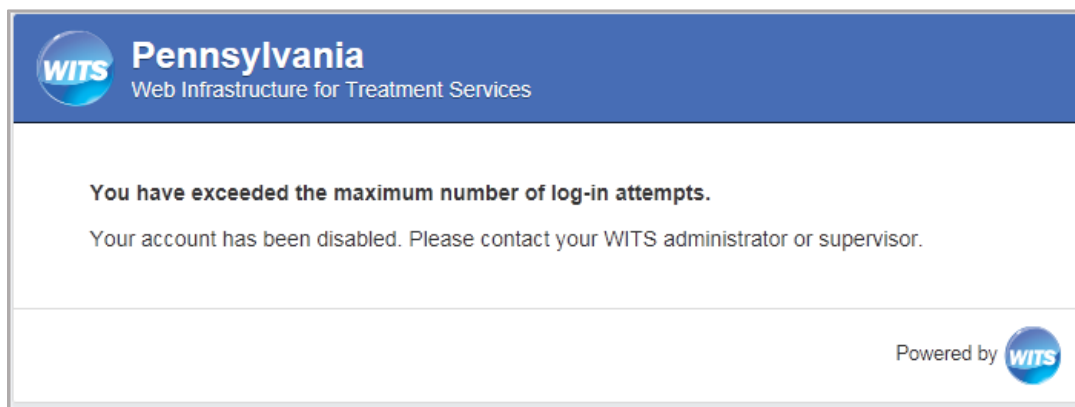 WITS
Pennsylvania
Web Infrastructure for Treatment Services
You have exceeded the maximum number of log-in attempts.
Your account has been disabled. Please contact your WITS administrator or supervisor.
Powered by WITS